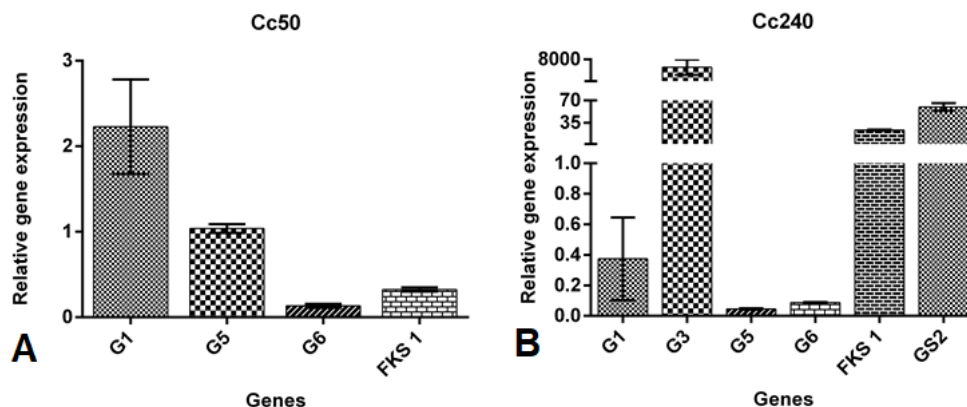 Cc50
Relative gene expression
3
2
1
0
G1
G5
G6
FKS 1
Genes
A
Cc240
Relative gene expression
8000
70
35
1.0
0.8
0.6
0.4
0.2
0.0
G1
G3
G5
G6
FKS 1
GS2
Genes
B